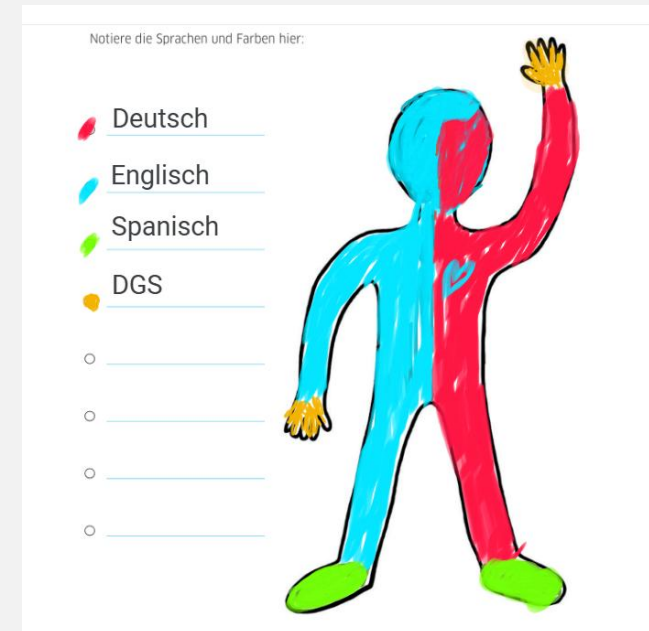 Notiere die Sprachen und Farben hier:
Deutsch
Englisch
Spanisch
DGS